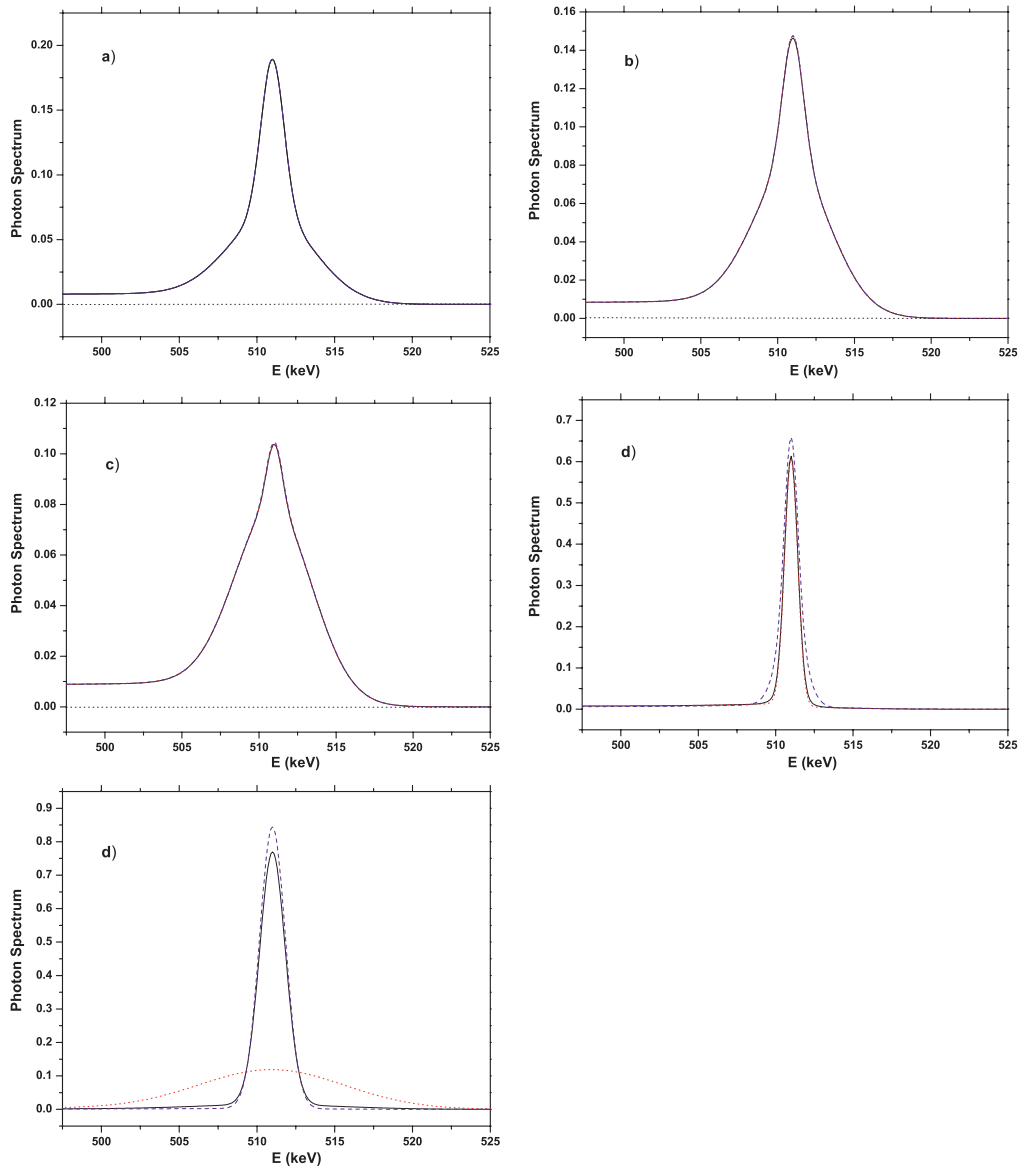 a)
Photon Spectrum
0.20
0.15
0.10
0.05
0.00
500 505 510 515 520 525
E (keV)
b)
Photon Spectrum
0.16
0.14
0.12
0.10
0.08
0.06
0.04
0.02
0.00
500 505 510 515 520 525
E (keV)
c)
Photon Spectrum
0.12
0.10
0.08
0.06
0.04
0.02
0.00
500 505 510 515 520 525
E (keV)
d)
Photon Spectrum
0.7
0.6
0.5
0.4
0.3
0.2
0.1
0.0
500 505 510 515 520 525
E (keV)
d)
Photon Spectrum
0.9
0.8
0.7
0.6
0.5
0.4
0.3
0.2
0.1
0.0
500 505 510 515 520 525
E (keV)